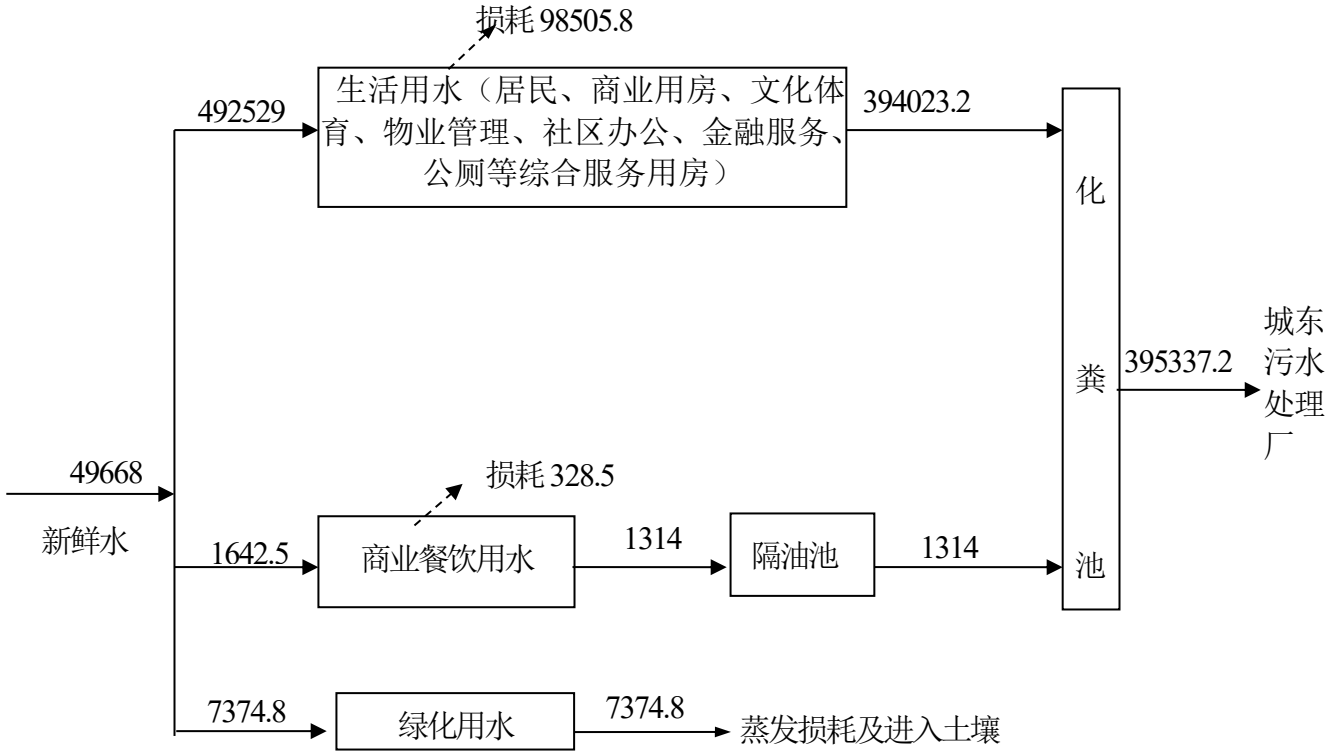 损耗 98505.8
492529
生活用水（居民、商业用房、文化体
育、物业管理、社区办公、金融服务、
公厕等综合服务用房）
394023.2
化
粪
池
395337.2
城东
污水
处理
厂
49668
新鲜水
损耗 328.5
1642.5
商业餐饮用水
1314
隔油池
1314
7374.8
绿化用水
7374.8
蒸发损耗及进入土壤